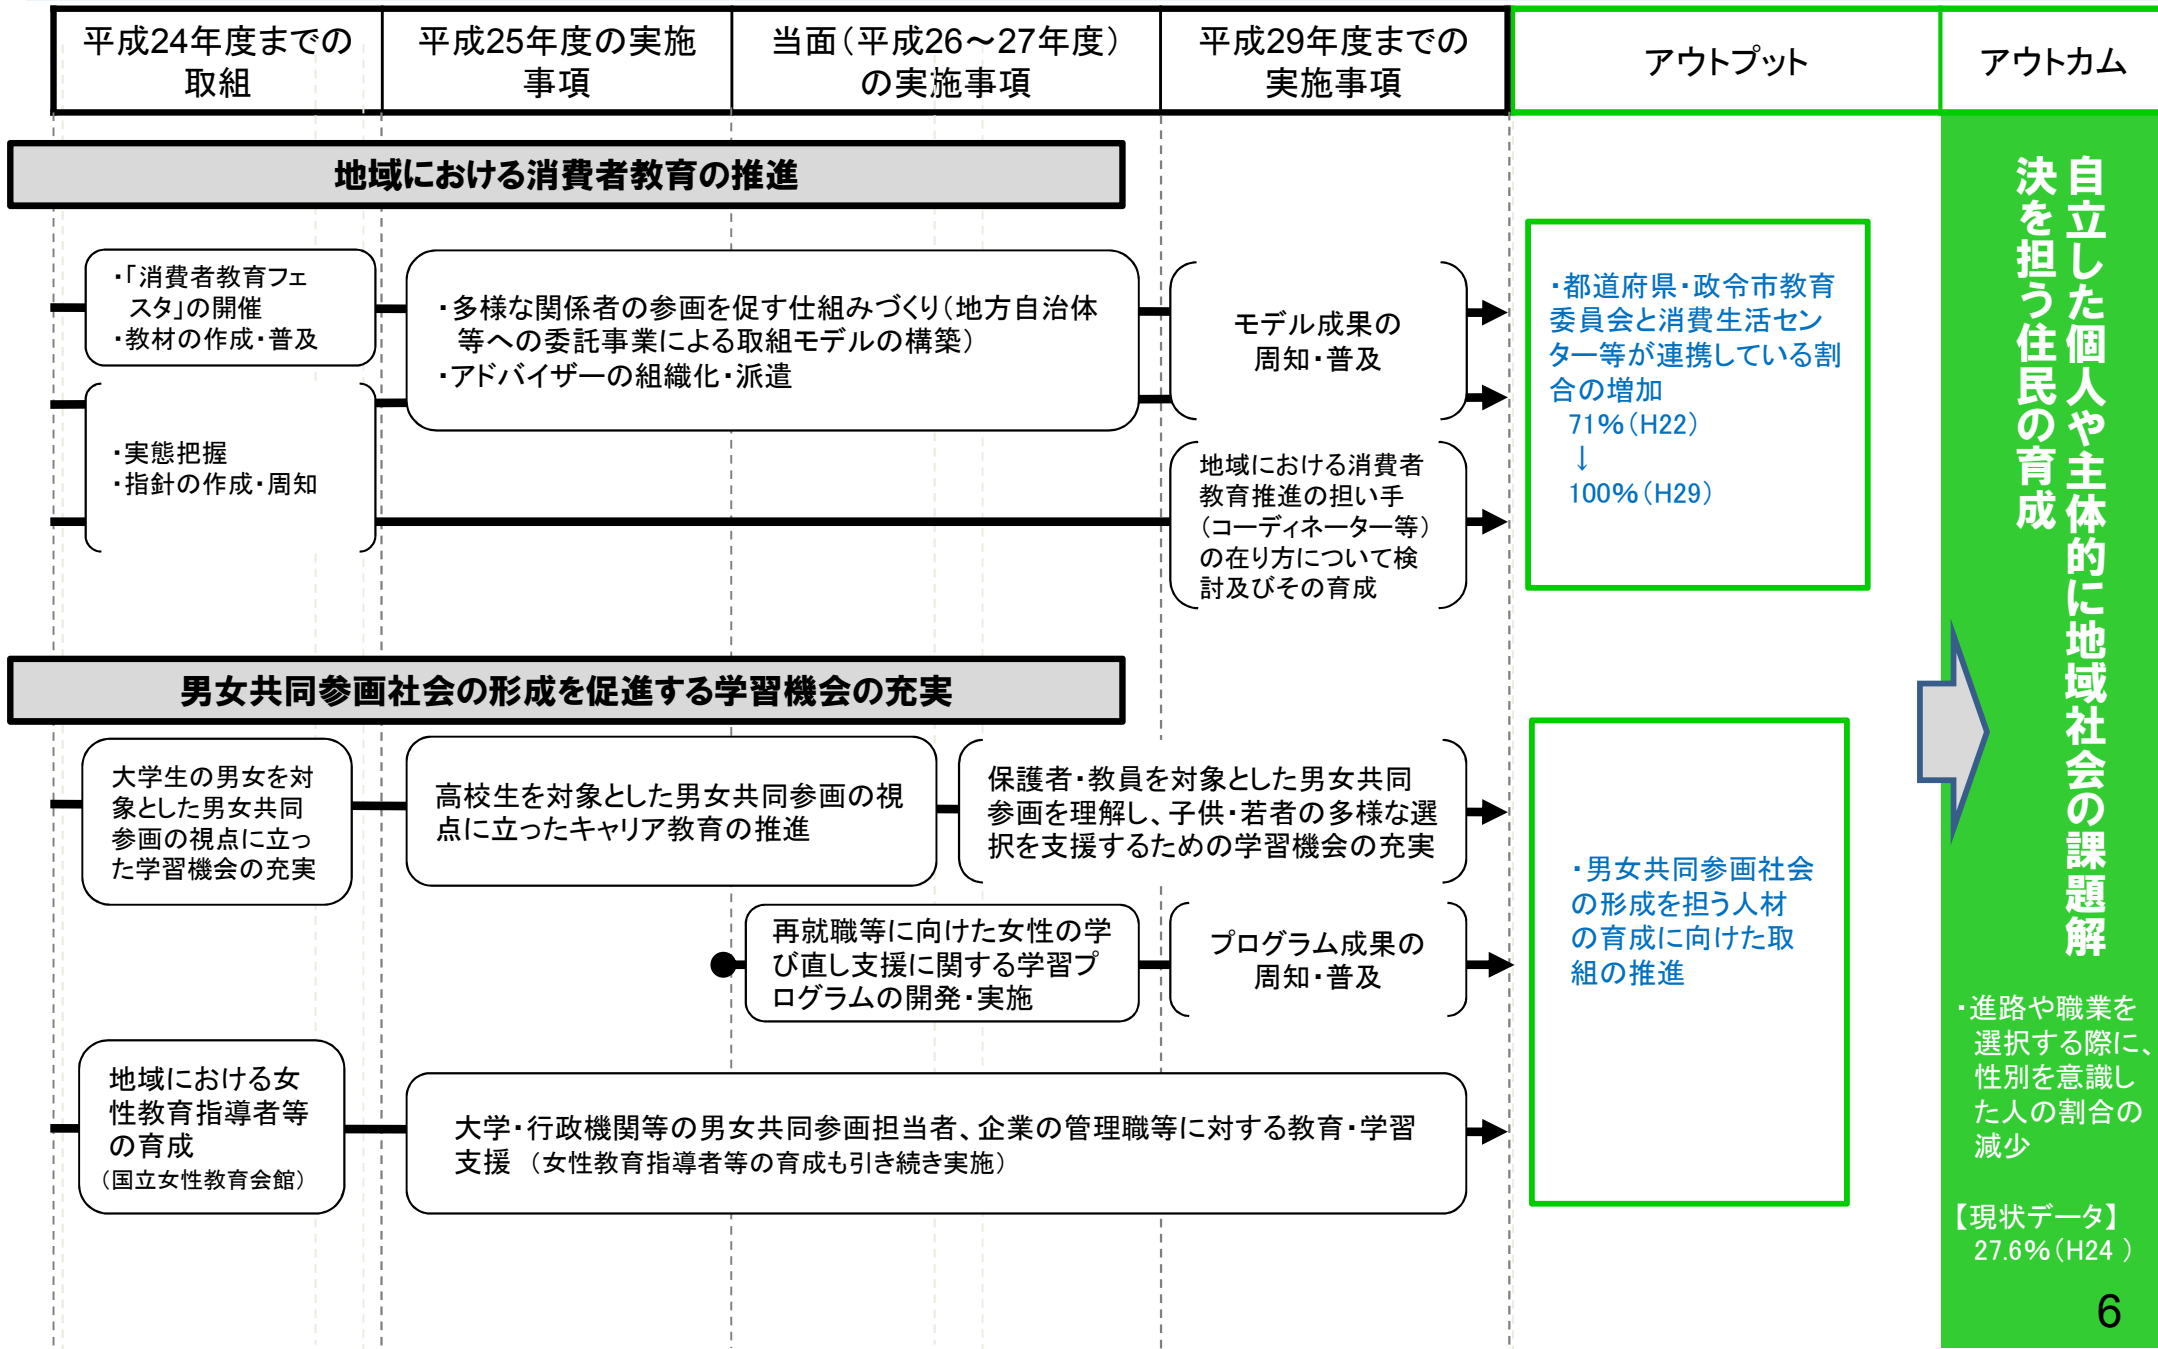 平成24年度までの
取組
平成25年度の実施
事項
当面(平成26～27年度)
の実施事項
平成29年度までの
実施事項
アウトプット
アウトカム
地域における消費者教育の推進
・「消費者教育フェ
スタ」の開催
・教材の作成・普及
・実態把握
・指針の作成・周知
・多様な関係者の参画を促す仕組みづくり(地方自治体
等への委託事業による取組モデルの構築)
・アドバイザーの組織化・派遣
モデル成果の
周知・普及
地域における消費者
教育推進の担い手
(コーディネーター等)
の在り方について検
討及びその育成
・都道府県・政令市教育
委員会と消費生活セン
ター等が連携している割
合の増加
71%(H22)
↓
100%(H29)
男女共同参画社会の形成を促進する学習機会の充実
大学生の男女を対
象とした男女共同
参画の視点に立っ
た学習機会の充実
高校生を対象とした男女共同参画の視
点に立ったキャリア教育の推進
保護者・教員を対象とした男女共同
参画を理解し、子供・若者の多様な選
択を支援するための学習機会の充実
再就職等に向けた女性の学
び直し支援に関する学習プ
ログラムの開発・実施
プログラム成果の
周知・普及
地域における女
性教育指導者等
の育成
(国立女性教育会館)
大学・行政機関等の男女共同参画担当者、企業の管理職等に対する教育・学習
支援 (女性教育指導者等の育成も引き続き実施)
・男女共同参画社会
の形成を担う人材
の育成に向けた取
組の推進
自立した個人や主体的に地域社会の課題解
決を担う住民の育成
・進路や職業を
選択する際に、
性別を意識し
た人の割合の
減少
【現状データ】
27.6%(H24 )
6